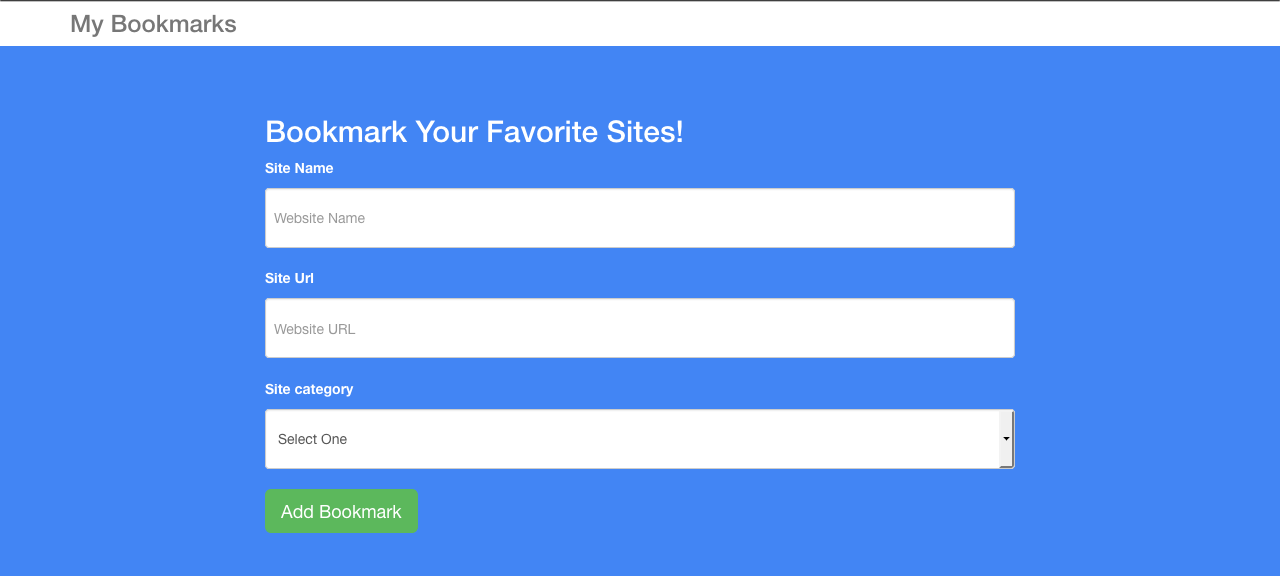 My Bookmarks
Bookmark Your Favorite Sites!
Site Name
Website Name
Site Url
Website URL
Site category
Select One
Add Bookmark